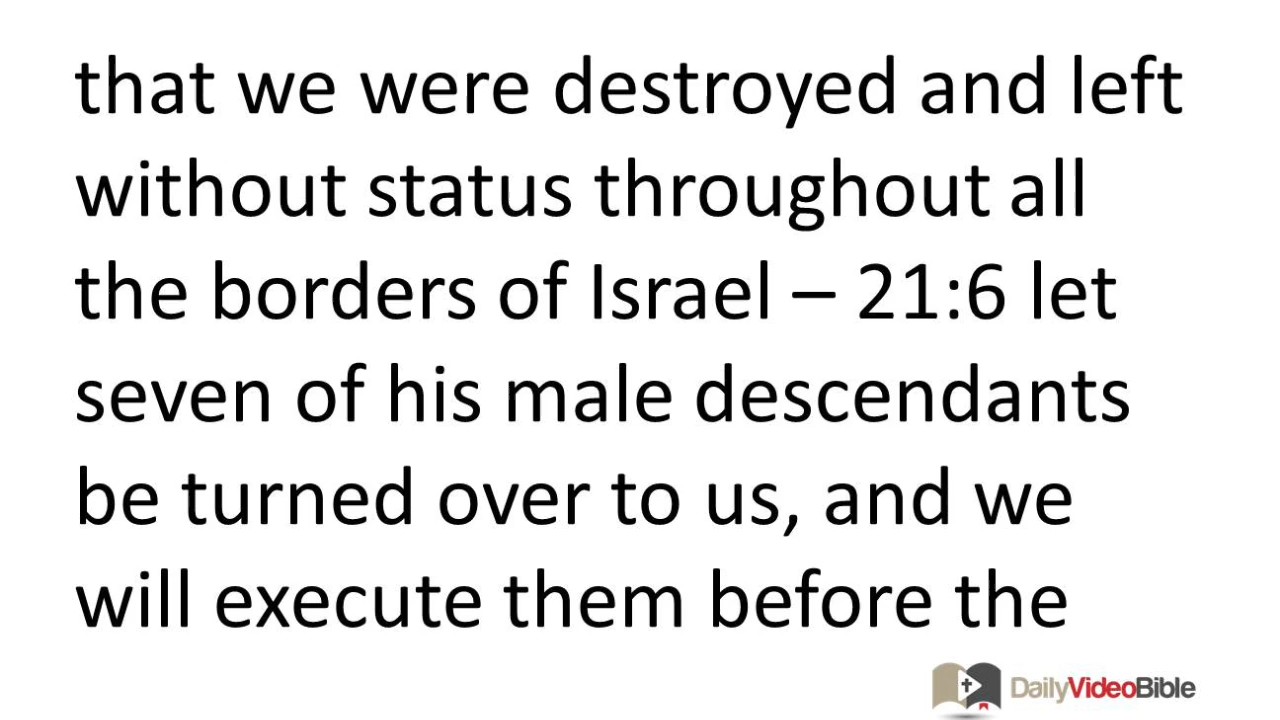 that we were destroyed and left
without status throughout all
the borders of Israel – 21:6 let
seven of his male descendants
be turned over to us, and we
will execute them before the
DailyVideoBible